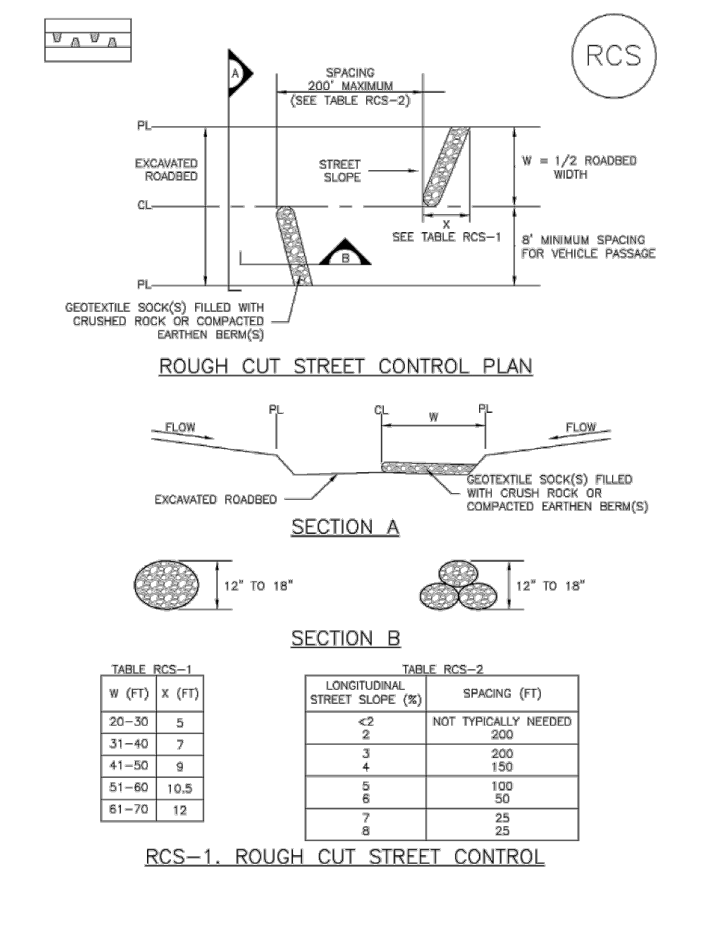 RCS
A
SPACING
200' MAXIMUM
(SEE TABLE RCS-2)
PL
EXCAVATED
ROADBED
STREET
SLOPE
W = 1/2 ROADBED
WIDTH
CL
X
SEE TABLE RCS-1
8' MINIMUM SPACING
FOR VEHICLE PASSAGE
B
PL
GEOTEXTILE SOCK(S) FILLED WITH
CRUSHED ROCK OR COMPACTED
EARTHEN BERM(S)
ROUGH CUT STREET CONTROL PLAN
PL CL W PL
FLOW FLOW
EXCAVATED ROADBED
GEOTEXTILE SOCK(S) FILLED
WITH CRUSH ROCK OR
COMPACTED EARTHEN BERM(S)
SECTION A
12" TO 18" 12" TO 18"
SECTION B
TABLE RCS-1
W (FT) X (FT)
20-30 5
31-40 7
41-50 9
51-60 10.5
61-70 12
TABLE RCS-2
LONGITUDINAL
STREET SLOPE (%) SPACING (FT)
<2 NOT TYPICALLY NEEDED
2 200
3 200
4 150
5 100
6 50
7 25
8 25
RCS-1. ROUGH CUT STREET CONTROL